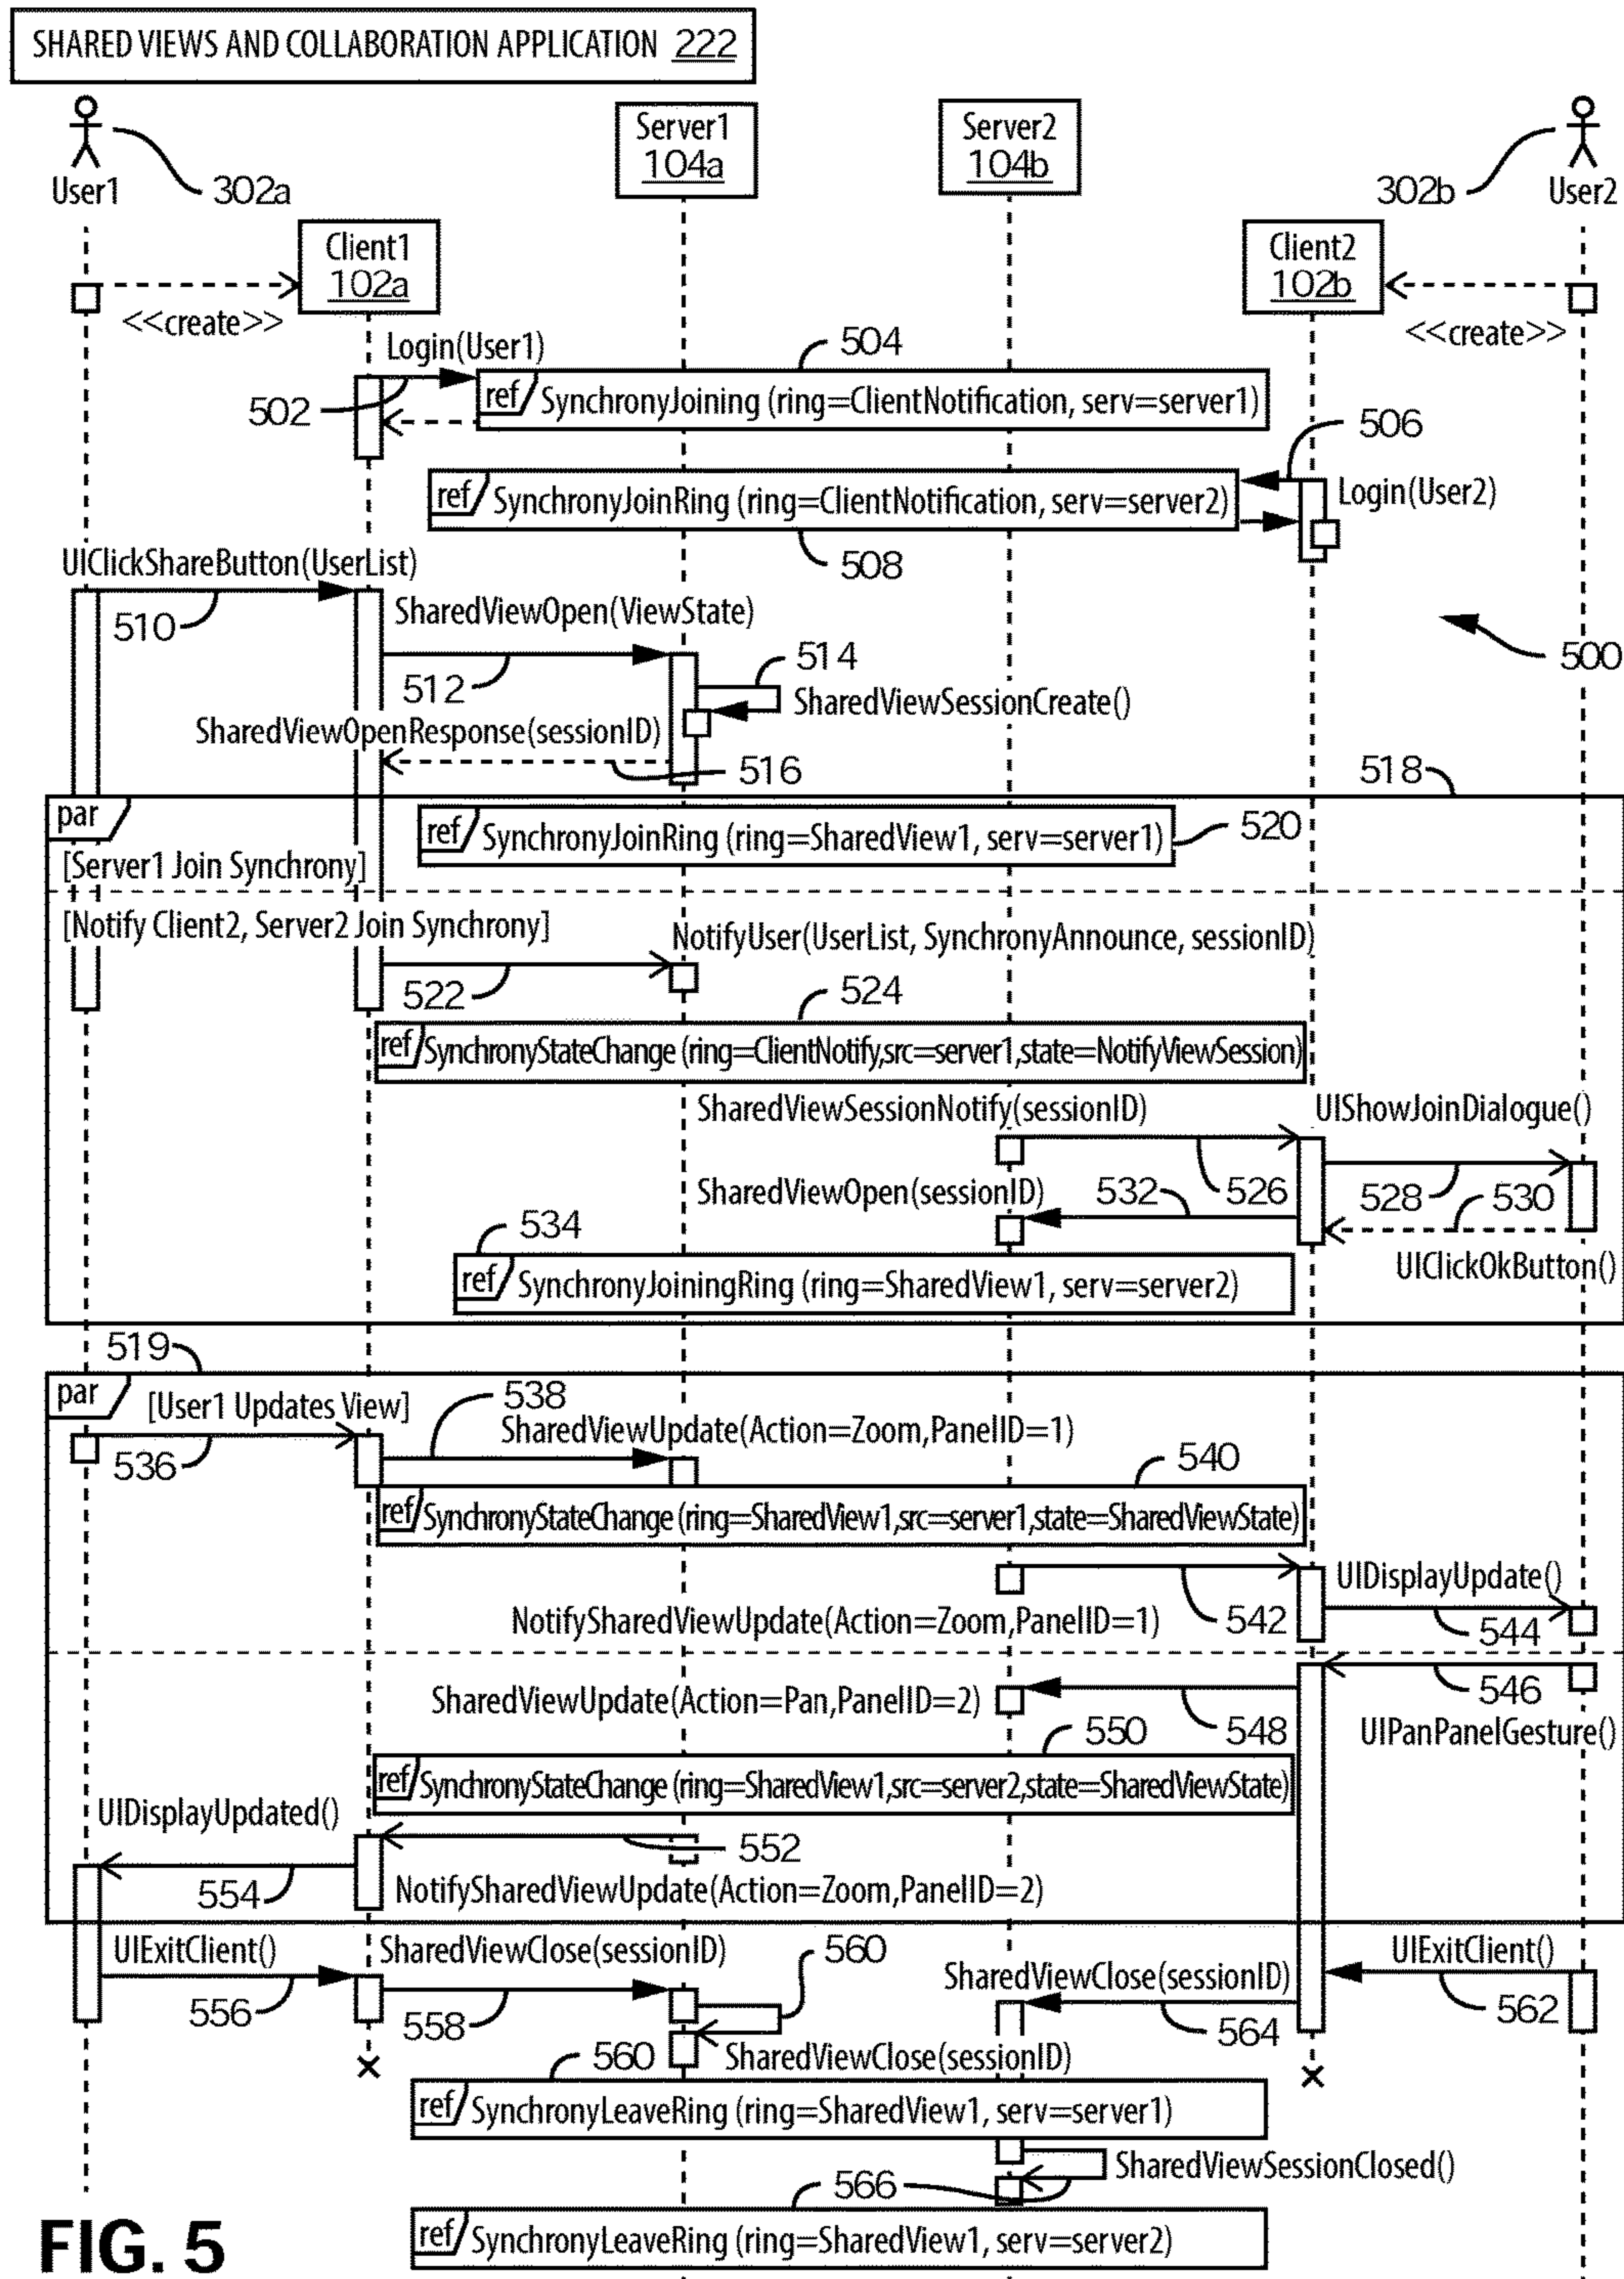 SHARED VIEWS AND COLLABORATION APPLICATION 222
Server1
104a
Server2
104b
User1
302a
302b
User2
Client1
102a
Client2
102b
<<create>>
<<create>>
Login(User1)
504
502
ref SynchronyJoining (ring=ClientNotification, serv=server1)
506
ref SynchronyJoinRing (ring=ClientNotification, serv=server2)
Login(User2)
508
UIClickShareButton(UserList)
510
SharedViewOpen(ViewState)
500
512
514
SharedViewSessionCreate()
SharedViewOpenResponse(sessionID)
516
518
par
ref SynchronyJoinRing (ring=SharedView1, serv=server1)
520
[Server1 Join Synchrony]
[Notify Client2, Server2 Join Synchrony]
NotifyUser(UserList, SynchronyAnnounce, sessionID)
522
524
ref SynchronyStateChange (ring=ClientNotify,src=server1,state=NotifyViewSession)
SharedViewSessionNotify(sessionID)
UIShowJoinDialogue()
SharedViewOpen(sessionID)
532
526
528
530
534
UIClickOkButton()
ref SynchronyJoiningRing (ring=SharedView1, serv=server2)
519
par
[User1 Updates View]
538
SharedViewUpdate(Action=Zoom,PanelID=1)
536
540
ref SynchronyStateChange (ring=SharedView1,src=server1,state=SharedViewState)
UIDisplayUpdate()
NotifySharedViewUpdate(Action=Zoom,PanelID=1)
542
544
SharedViewUpdate(Action=Pan,PanelID=2)
546
548
UIPanPanelGesture()
550
ref SynchronyStateChange (ring=SharedView1,src=server2,state=SharedViewState)
UIDisplayUpdated()
552
554
NotifySharedViewUpdate(Action=Zoom,PanelID=2)
UIExitClient()
SharedViewClose(sessionID)
560
UIExitClient()
SharedViewClose(sessionID)
556
558
562
564
560
SharedViewClose(sessionID)
ref SynchronyLeaveRing (ring=SharedView1, serv=server1)
SharedViewSessionClosed()
566
ref SynchronyLeaveRing (ring=SharedView1, serv=server2)
FIG. 5